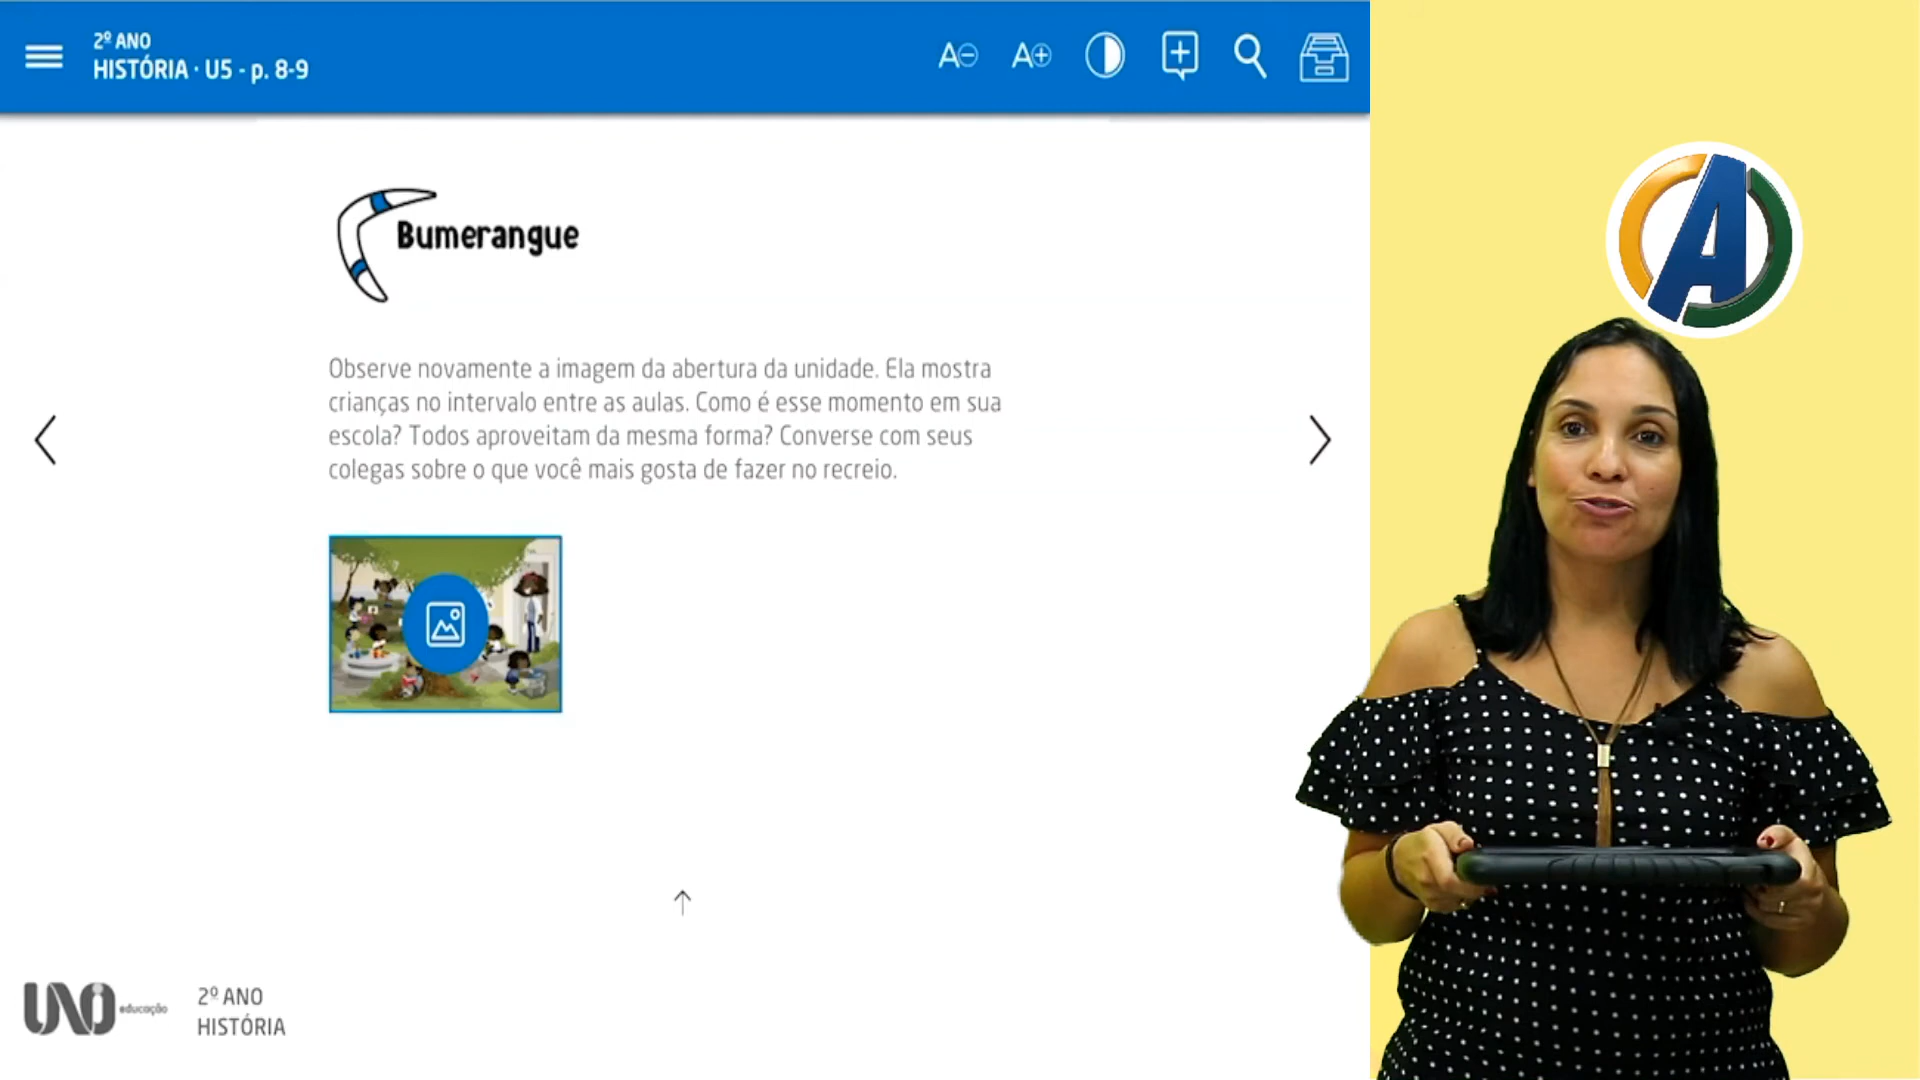 2º ANO
HISTÓRIA · U5 - p. 8-9
A
A
Bumerangue
Observe novamente a imagem da abertura da unidade. Ela mostra
crianças no intervalo entre as aulas. Como é esse momento em sua
escola? Todos aproveitam da mesma forma? Converse com seus
colegas sobre o que você mais gosta de fazer no recreio.
A
UNO educação
2º ANO
HISTÓRIA